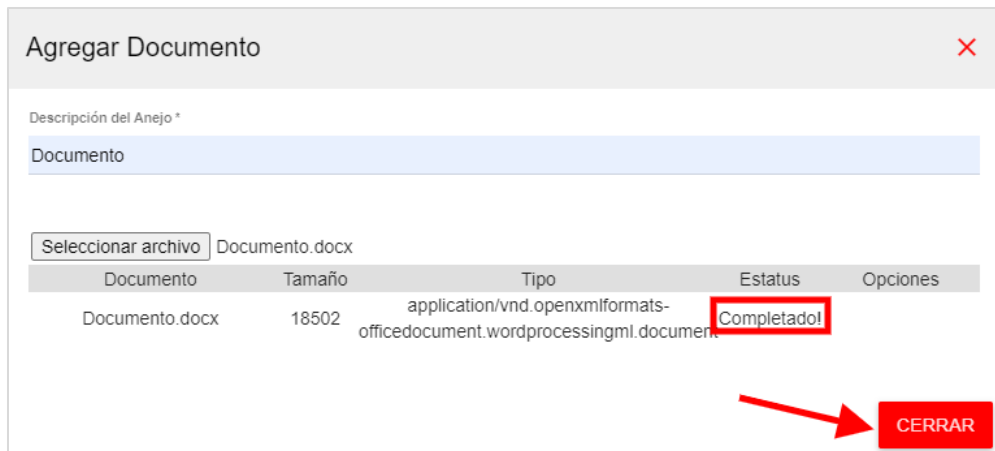 Agregar Documento
Descripción del Anejo *
Documento
Seleccionar archivo Documento.docx
Documento Tamaño Tipo Estatus Opciones
Documento.docx 18502 application/vnd.openxmlformats-officedocument.wordprocessingml.document Completado!
CERRAR